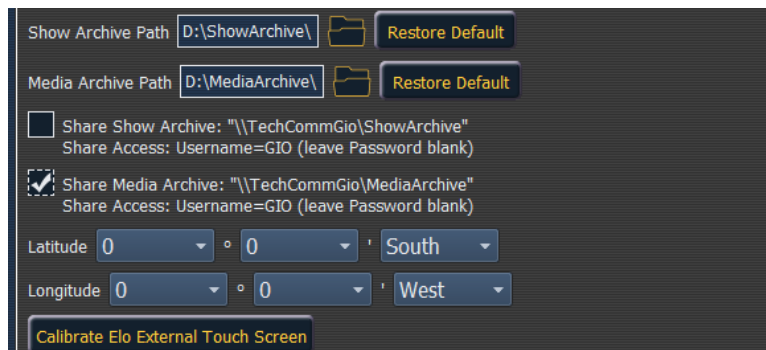 Show Archive Path D:\ShowArchive\ Restore Default
Media Archive Path D:\MediaArchive\ Restore Default
Share Show Archive: "\\TechCommGio\ShowArchive"
Share Access: Username=GIO (leave Password blank)
Share Media Archive: "\\TechCommGio\MediaArchive"
Share Access: Username=GIO (leave Password blank)
Latitude 0 ° 0 ' South
Longitude 0 ° 0 ' West
Calibrate Elo External Touch Screen